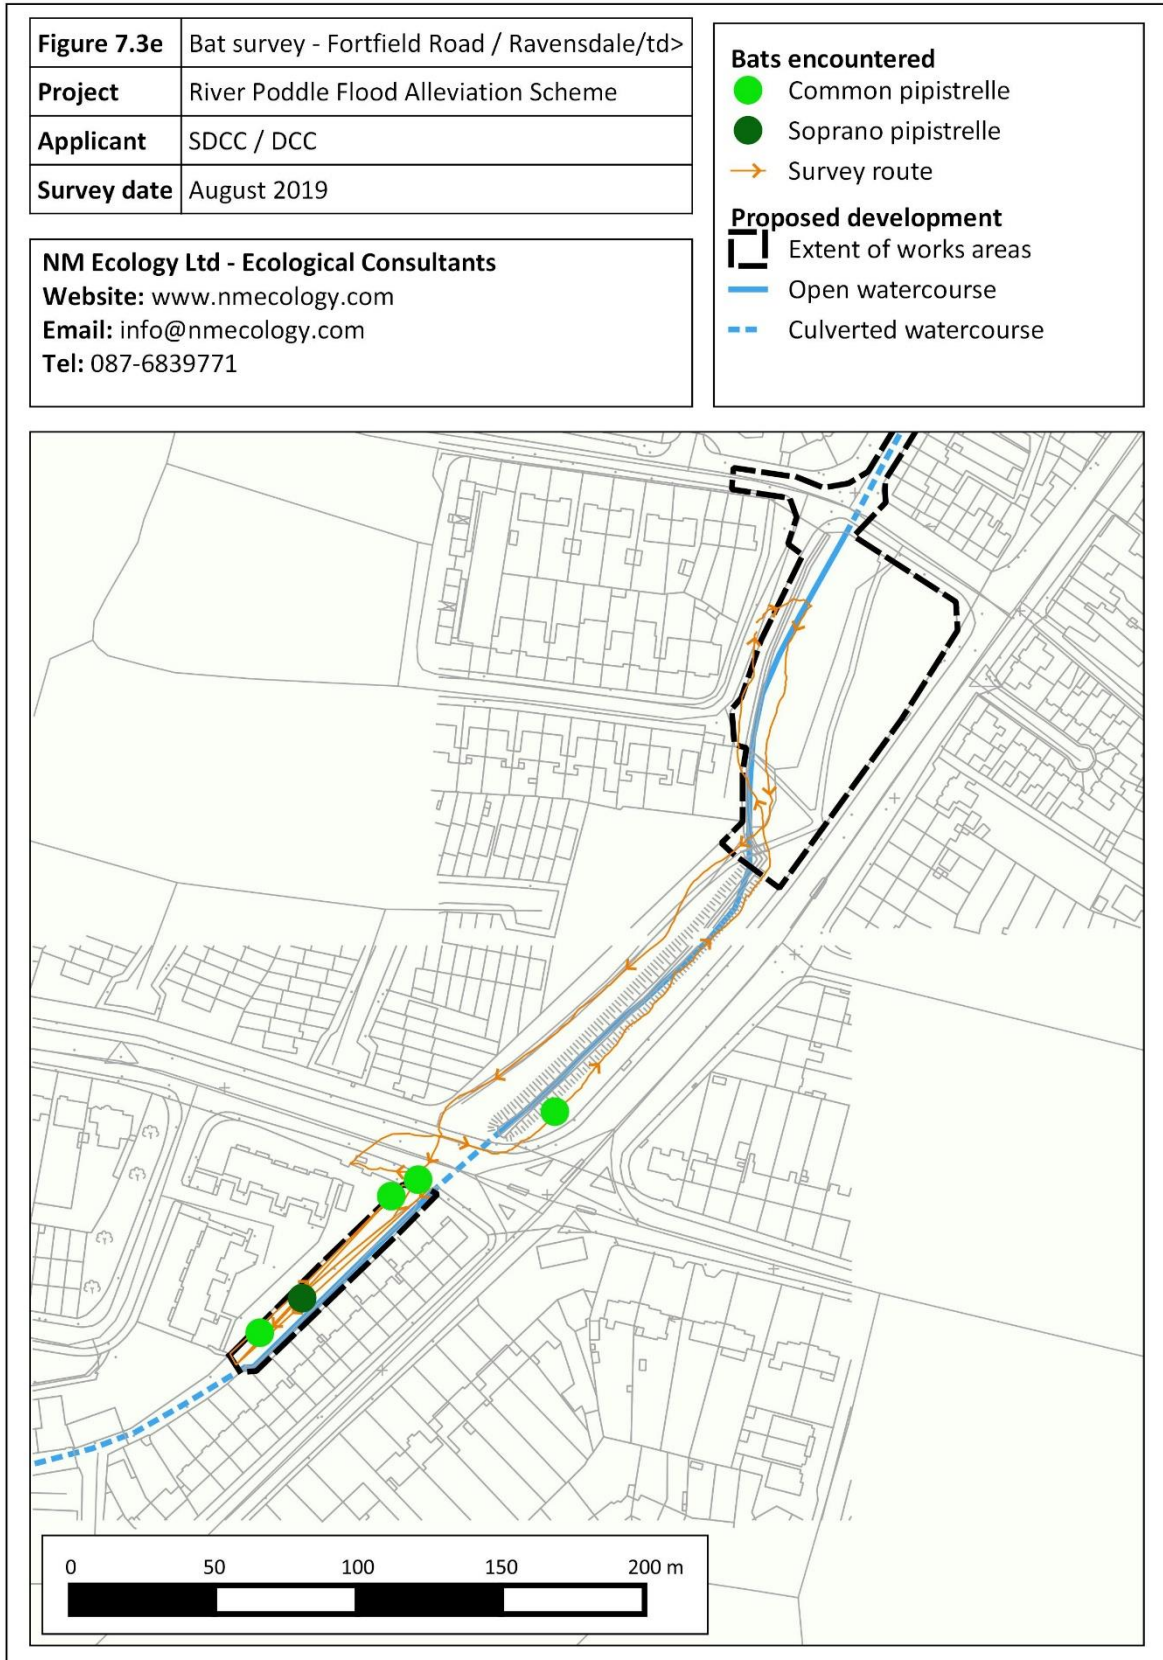 Figure 7.3e Bat survey - Fortfield Road / Ravensdale/td>
Project River Poddle Flood Alleviation Scheme
Applicant SDCC / DCC
Survey date August 2019
NM Ecology Ltd - Ecological Consultants
Website: www.nmecology.com
Email: info@nmecology.com
Tel: 087-6839771
Bats encountered
Common pipistrelle
Soprano pipistrelle
Survey route
Proposed development
Extent of works areas
Open watercourse
Culverted watercourse
0 50 100 150 200 m